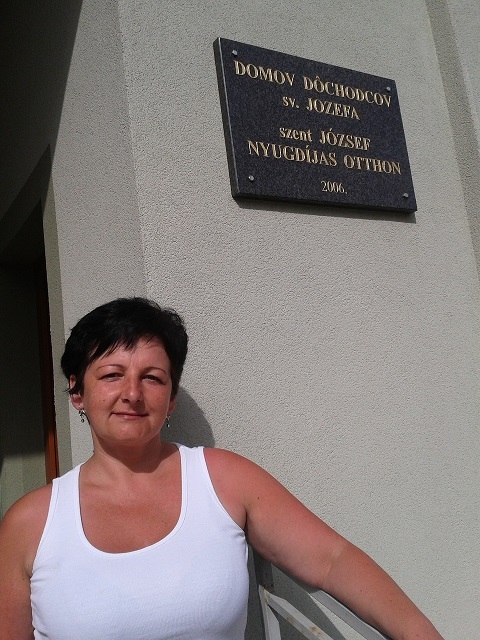 DOMOV DÔCHODCOV
sv. JOZEFA
szent JÓZSEF
NYUGDÍJAS OTTHON
2006.